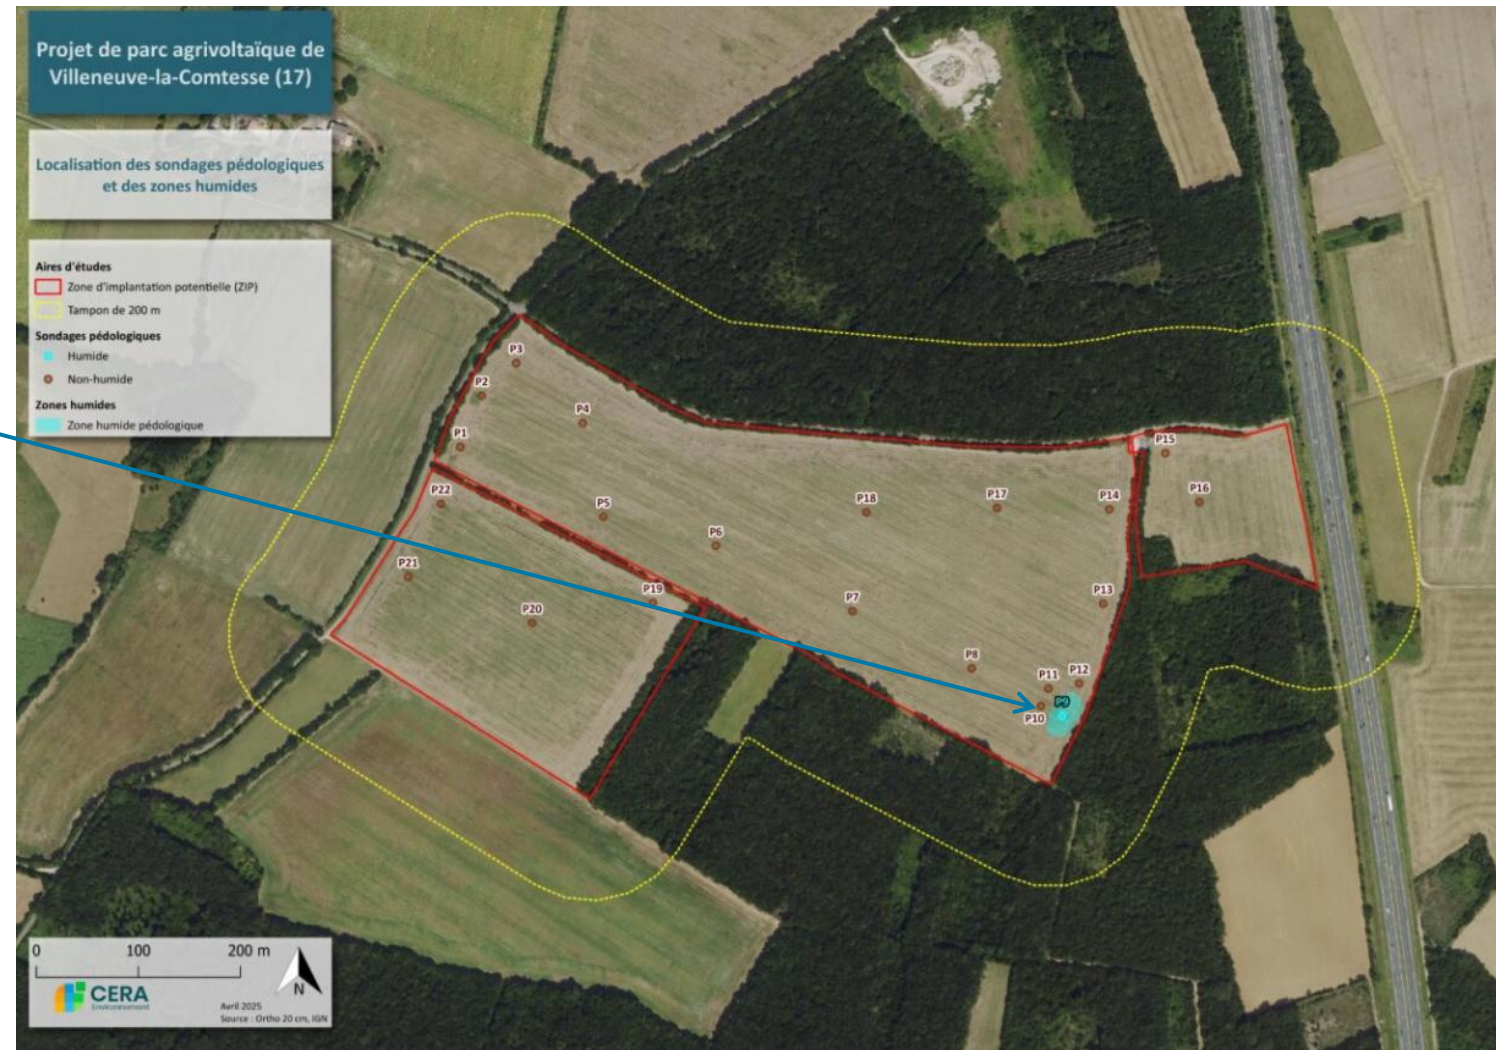 Projet de parc agrivoltaïque de
Villeneuve-la-Comtesse (17)
Localisation des sondages pédologiques
et des zones humides
Aires d'études
Zone d'implantation potentielle (ZIP)
Tampon de 200 m
Sondages pédologiques
Humide
Non-humide
Zones humides
Zone humide pédologique
P3
P2
P4
P1
P15
P22
P5
P18
P17
P14
P16
P6
P21
P19
P20
P7
P13
P8
P11
P12
P9
P10
0 100 200 m
N
CERA
Environnement
Avril 2025
Source : Ortho 20 cm, IGN